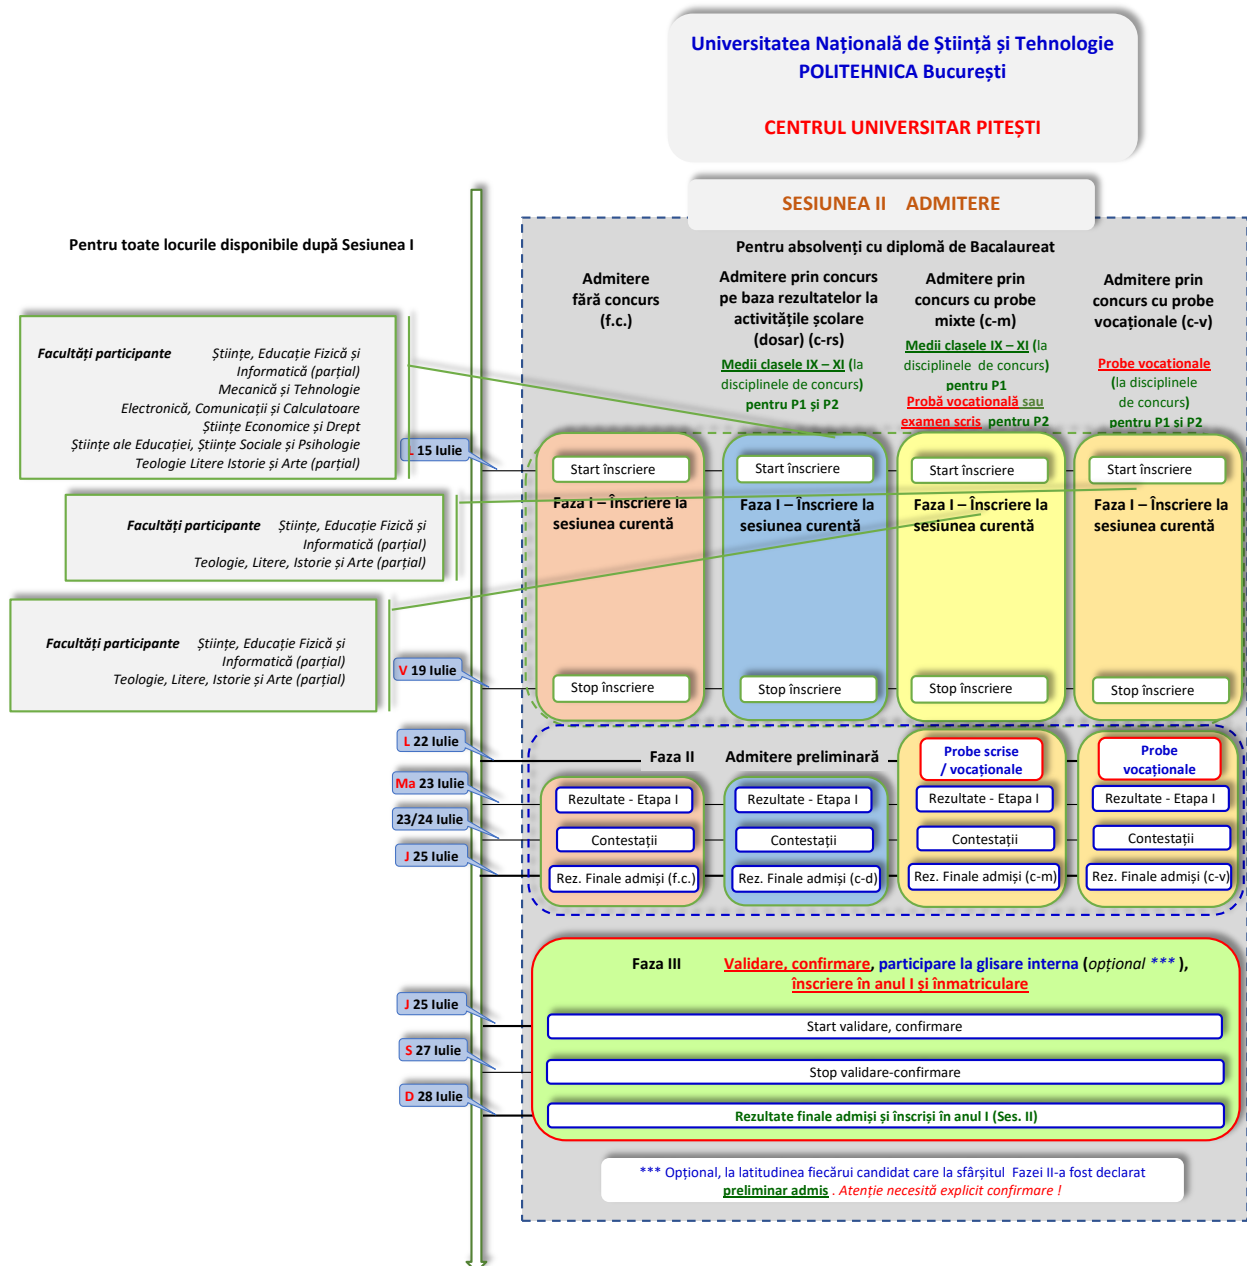 Universitatea Națională de Știință și Tehnologie
POLITEHNICA București
CENTRUL UNIVERSITAR PITEȘTI
SESIUNEA II ADMITERE
Pentru toate locurile disponibile după Sesiunea I
Pentru absolvenți cu diplomă de Bacalaureat
Admitere
fără concurs
(f.c.)
Admitere prin concurs
pe baza rezultatelor la
activitățile școlare
(dosar) (c-rs)
Medii clasele IX – XI (la
disciplinele de concurs)
pentru P1 și P2
Admitere prin
concurs cu probe
mixte (c-m)
Medii clasele IX – XI (la
disciplinele de concurs)
pentru P1
Probă vocațională sau
examen scris pentru P2
Admitere prin
concurs cu probe
vocaționale (c-v)
Probe vocationale
(la disciplinele
de concurs)
pentru P1 și P2
Facultăți participante Științe, Educație Fizică și
Informatică (parțial)
Mecanică și Tehnologie
Electronică, Comunicații și Calculatoare
Științe Economice și Drept
Științe ale Educației, Științe Sociale și Psihologie
Teologie Litere Istorie și Arte (parțial)
L 15 Iulie
Start înscriere
Start înscriere
Start înscriere
Start înscriere
Faza I – Înscriere la
sesiunea curentă
Faza I – Înscriere la
sesiunea curentă
Faza I – Înscriere la
sesiunea curentă
Faza I – Înscriere la
sesiunea curentă
Facultăți participante Științe, Educație Fizică și
Informatică (parțial)
Teologie, Litere, Istorie și Arte (parțial)
Facultăți participante Științe, Educație Fizică și
Informatică (parțial)
Teologie, Litere, Istorie și Arte (parțial)
V 19 Iulie
Stop înscriere
Stop înscriere
Stop înscriere
Stop înscriere
L 22 Iulie
Faza II Admitere preliminară
Probe scrise
/ vocaționale
Probe
vocaționale
Ma 23 Iulie
Rezultate - Etapa I
Rezultate - Etapa I
Rezultate - Etapa I
Rezultate - Etapa I
23/24 Iulie
Contestații
Contestații
Contestații
Contestații
J 25 Iulie
Rez. Finale admiși (f.c.)
Rez. Finale admiși (c-d)
Rez. Finale admiși (c-m)
Rez. Finale admiși (c-v)
Faza III Validare, confirmare, participare la glisare interna (opțional *** ),
înscriere în anul I și înmatriculare
J 25 Iulie
Start validare, confirmare
S 27 Iulie
Stop validare-confirmare
D 28 Iulie
Rezultate finale admiși și înscriși în anul I (Ses. II)
*** Opțional, la latitudinea fiecărui candidat care la sfârșitul Fazei II-a fost declarat
preliminar admis . Atenție necesită explicit confirmare !